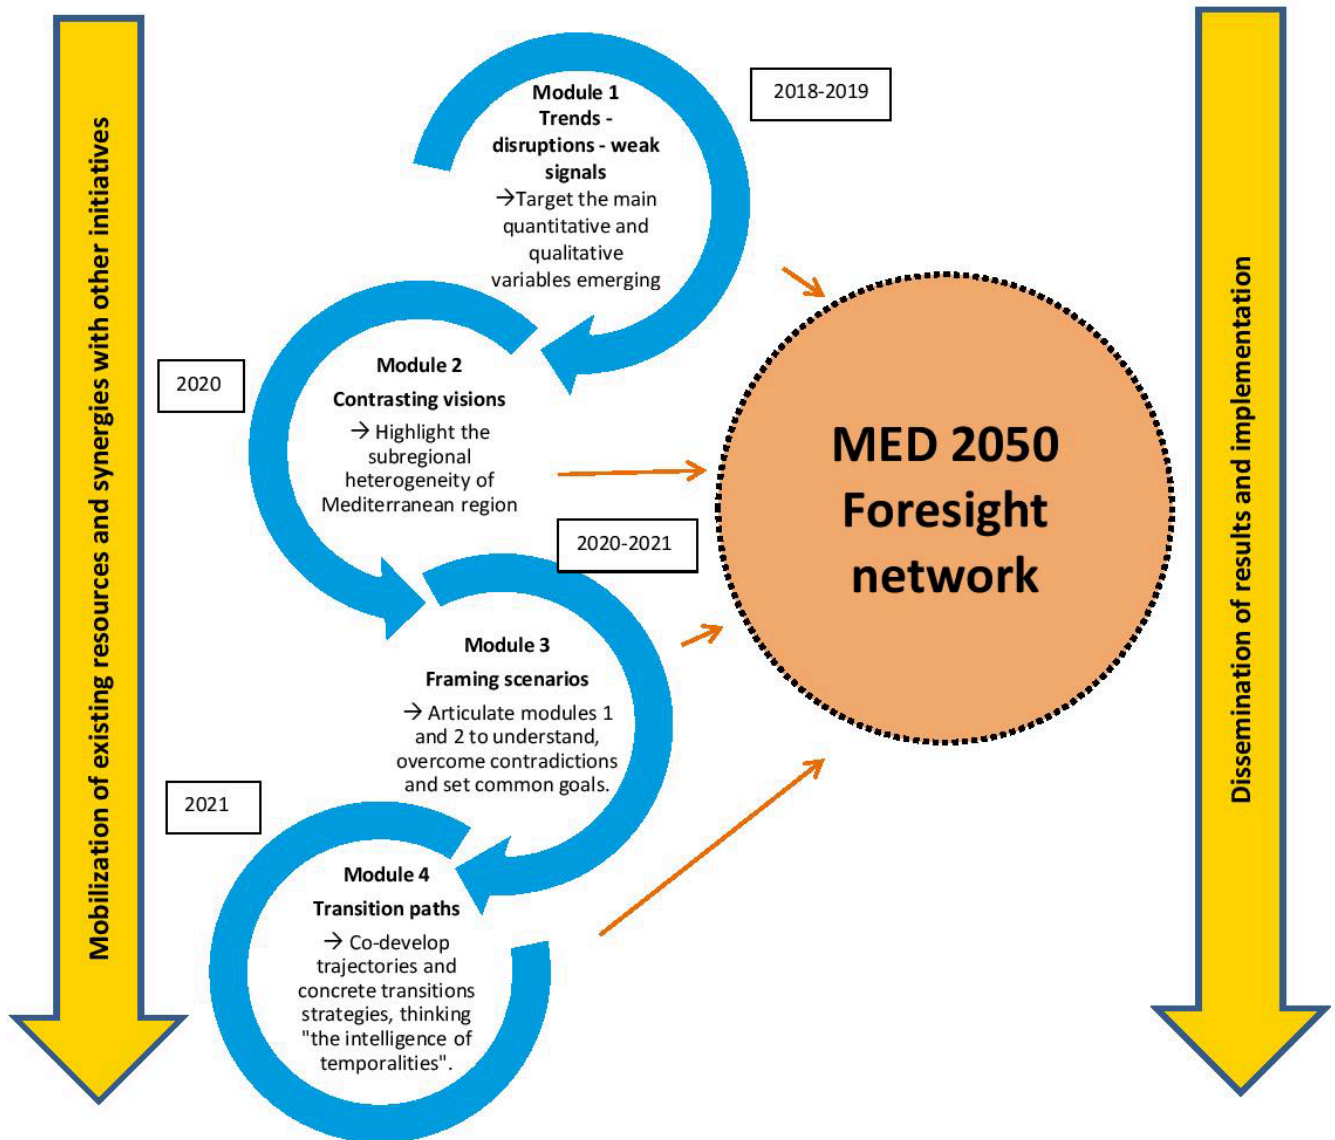 Mobilization of existing resources and synergies with other initiatives
Module 1
Trends -
disruptions - weak
signals
→Target the main
quantitative and
qualitative
variables emerging
2018-2019
Module 2
Contrasting visions
→ Highlight the
subregional
heterogeneity of
Mediterranean region
2020
Module 3
Framing scenarios
→ Articulate modules 1
and 2 to understand,
overcome contradictions
and set common goals.
2020-2021
Module 4
Transition paths
→ Co-develop
trajectories and
concrete transitions
strategies, thinking
"the intelligence of
temporalities".
2021
MED 2050
Foresight
network
Dissemination of results and implementation